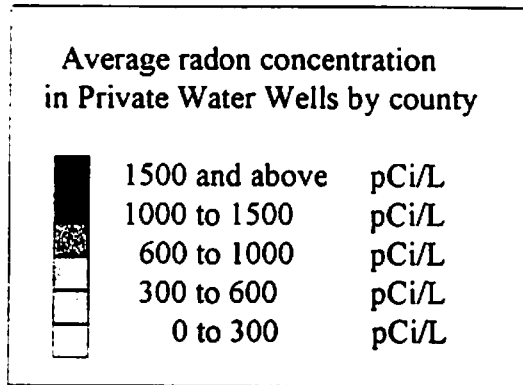 Average radon concentration
in Private Water Wells by county
1500 and above pCi/L
1000 to 1500 pCi/L
600 to 1000 pCi/L
300 to 600 pCi/L
0 to 300 pCi/L